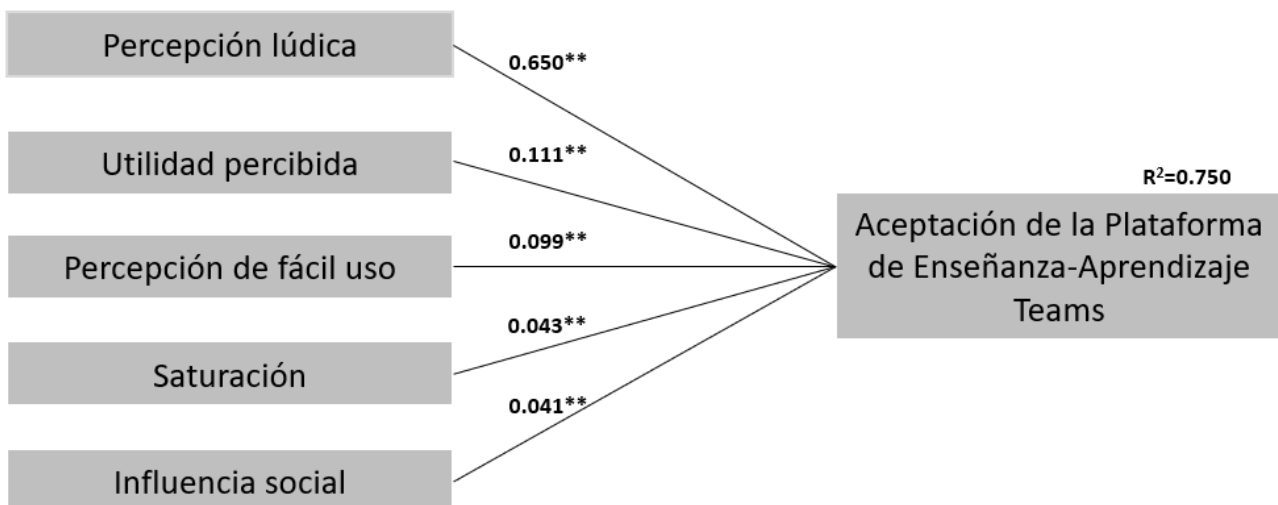 Percepción lúdica
0.650**
Utilidad percibida
0.111**
R²=0.750
Aceptación de la Plataforma
de Enseñanza-Aprendizaje
Teams
Percepción de fácil uso
0.099**
Saturación
0.043**
Influencia social
0.041**